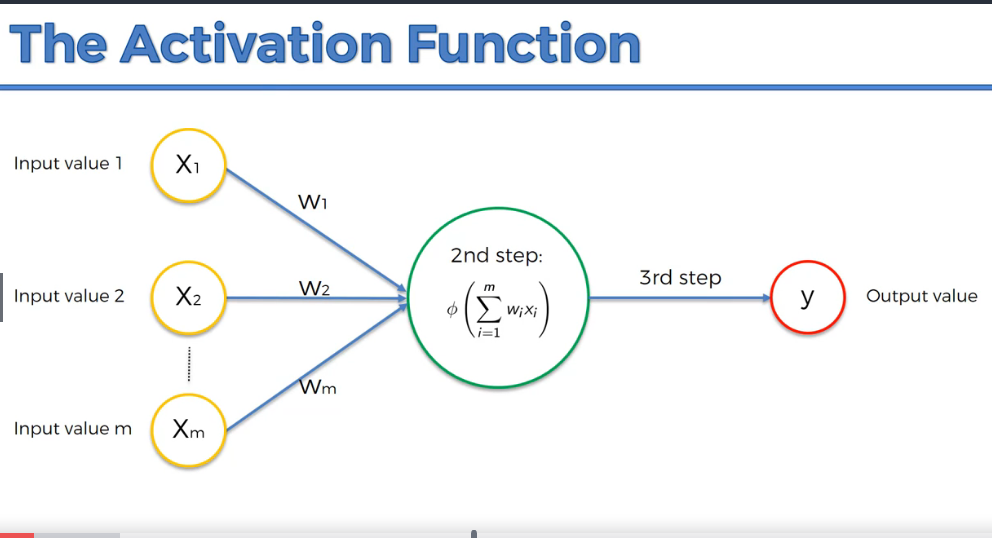 The Activation Function
Input value 1
X₁
W₁
2nd step:
Input value 2
X₂
W₂
ϕ(∑ᵢ₌₁ᵐ wᵢxᵢ)
3rd step
y
Output value
Wₘ
Input value m
Xₘ